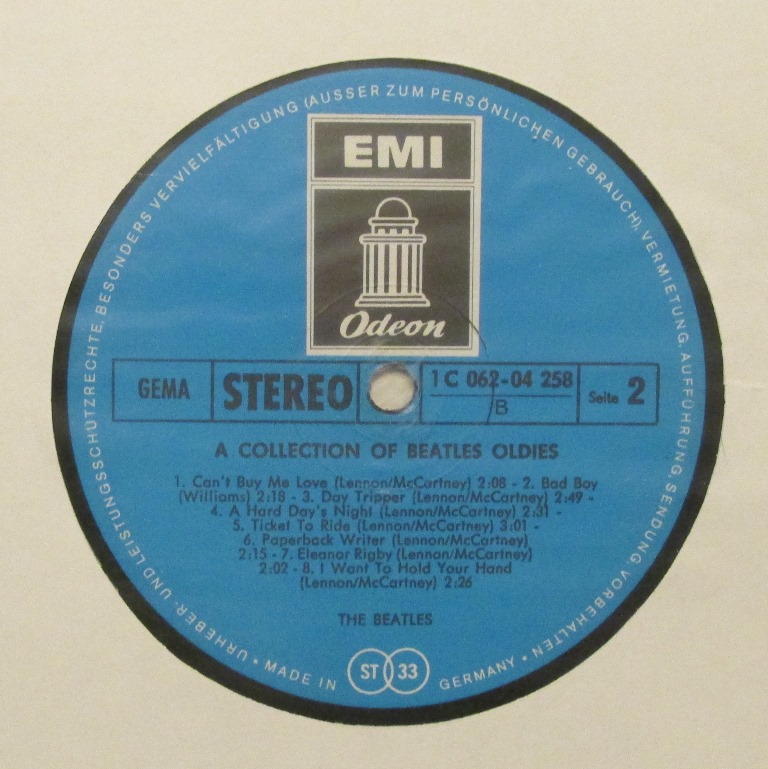 URHEBER- UND LEISTUNGSSCHUTZRECHTE, BESONDERS VERVIELFÄLTIGUNG (AUSSER ZUM PERSÖNLICHEN GEBRAUCH), VERMIETUNG, AUFFÜHRUNG, SENDUNG VORBEHALTEN •
EMI
Odeon
GEMA STEREO 1C 062-04 258 Seite 2
B
A COLLECTION OF BEATLES OLDIES
1. Can't Buy Me Love (Lennon/McCartney) 2:08 - 2. Bad Boy
(Williams) 2:18 - 3. Day Tripper (Lennon/McCartney) 2:49 -
4. A Hard Day's Night (Lennon/McCartney) 2:31 -
5. Ticket To Ride (Lennon/McCartney) 3:01 -
6. Paperback Writer (Lennon/McCartney)
2:15 - 7. Eleanor Rigby (Lennon/McCartney)
2:02 - 8. I Want To Hold Your Hand
(Lennon/McCartney) 2:26
THE BEATLES
• MADE IN ST 33 GERMANY •